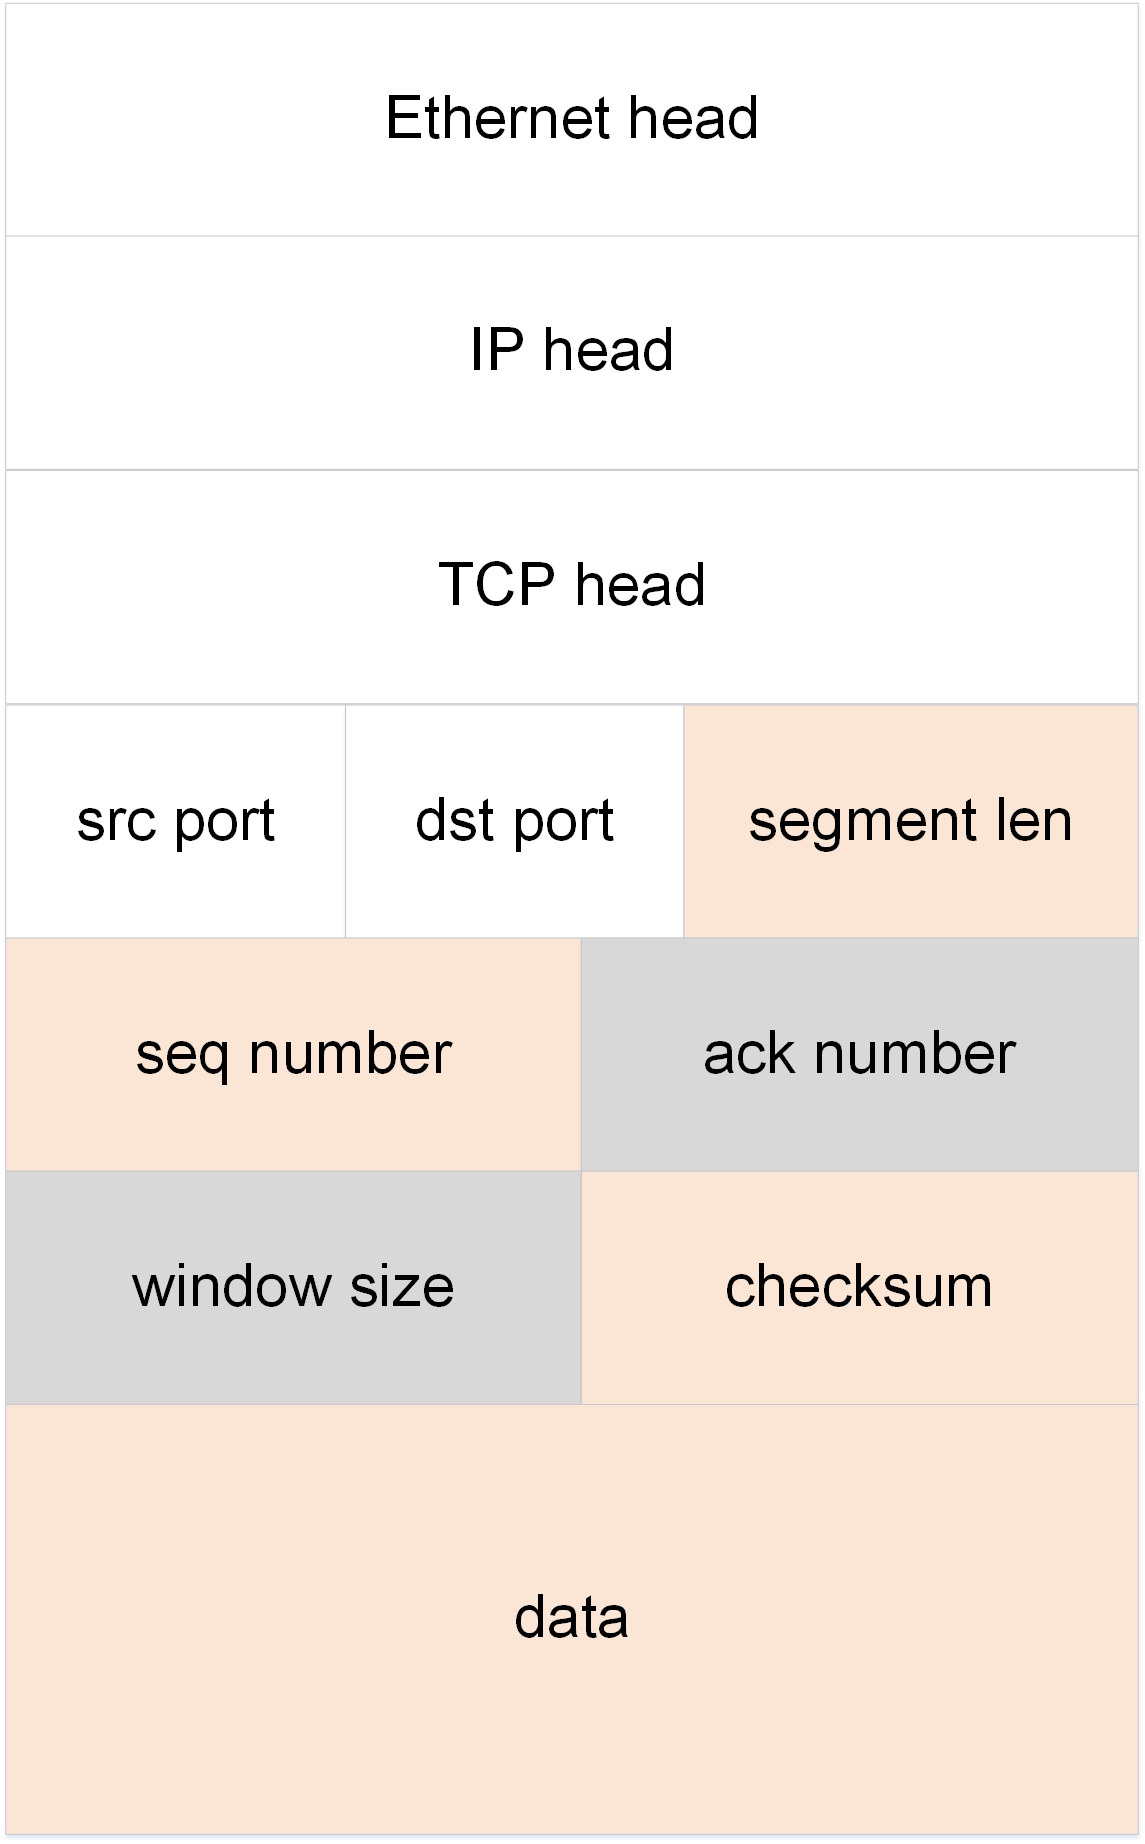 Ethernet head
IP head
TCP head
src port
dst port
segment len
seq number
ack number
window size
checksum
data